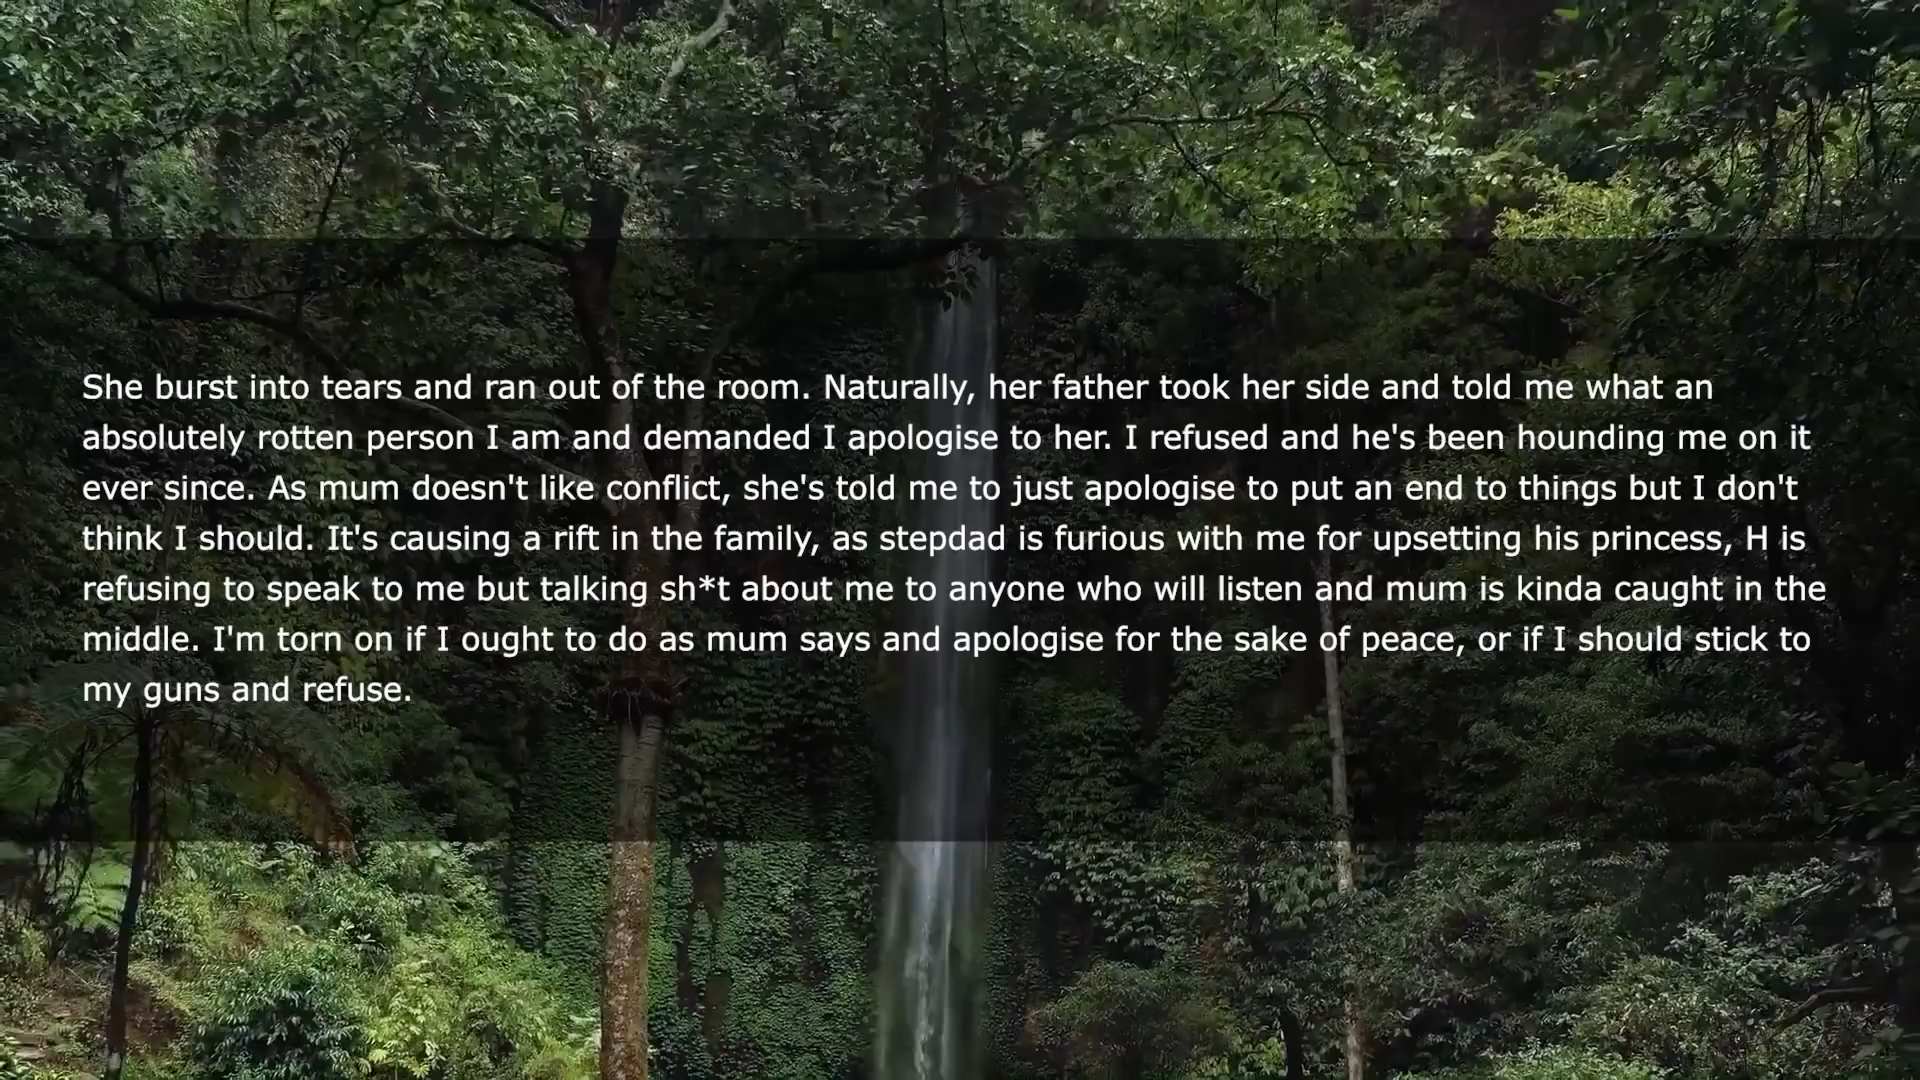 She burst into tears and ran out of the room. Naturally, her father took her side and told me what an
absolutely rotten person I am and demanded I apologise to her. I refused and he's been hounding me on it
ever since. As mum doesn't like conflict, she's told me to just apologise to put an end to things but I don't
think I should. It's causing a rift in the family, as stepdad is furious with me for upsetting his princess, H is
refusing to speak to me but talking sh*t about me to anyone who will listen and mum is kinda caught in the
middle. I'm torn on if I ought to do as mum says and apologise for the sake of peace, or if I should stick to
my guns and refuse.